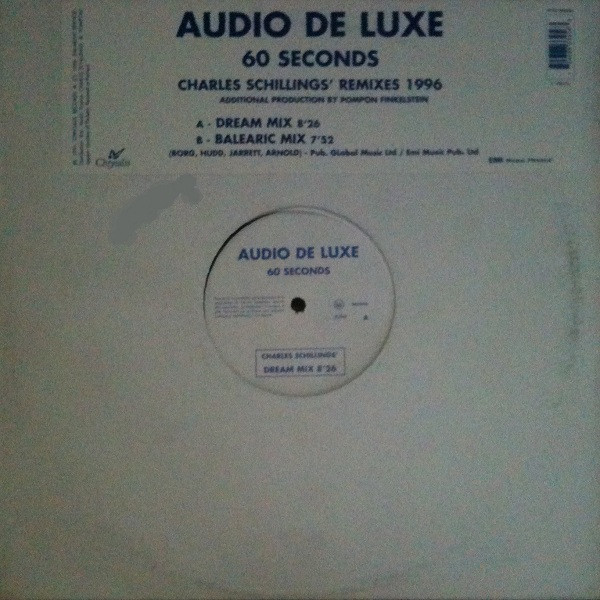 AUDIO DE LUXE
60 SECONDS
CHARLES SCHILLINGS' REMIXES 1996
ADDITIONAL PRODUCTION BY POMPON FINKELSTEIN
A - DREAM MIX 8'26
B - BALEARIC MIX 7'52
(BORG, HUDD, JARRETT, ARNOLD) - Pub. Global Music Ltd / Emi Music Pub. Ltd
Chrysalis
EMI
AUDIO DE LUXE
60 SECONDS
A
CHARLES SCHILLINGS'
DREAM MIX 8'26